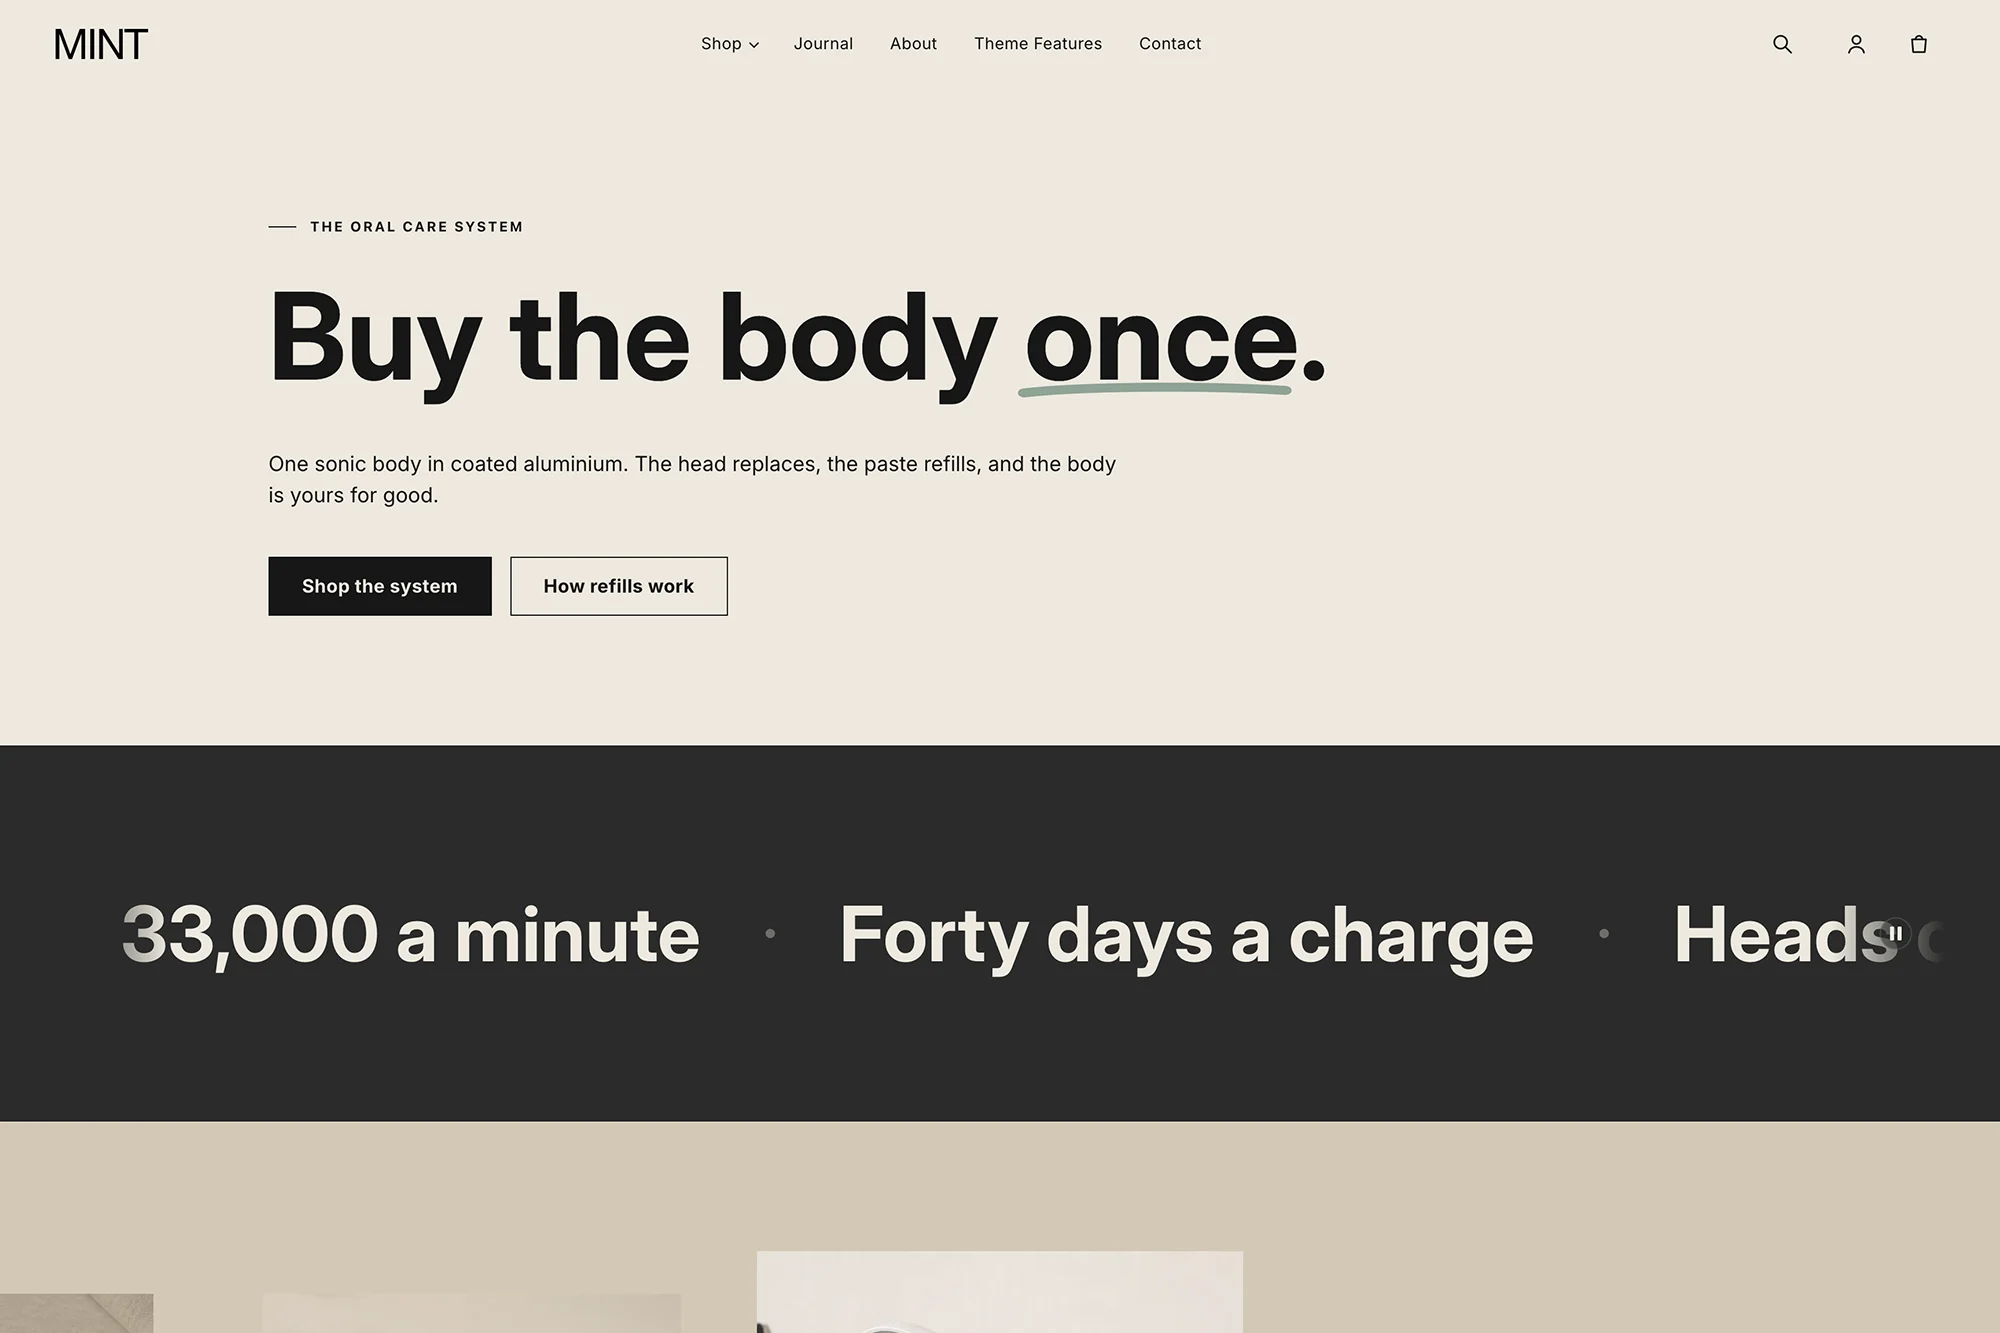 MINT
Shop
Journal
About
Theme Features
Contact
THE ORAL CARE SYSTEM
Buy the body once.
One sonic body in coated aluminium. The head replaces, the paste refills, and the body
is yours for good.
Shop the system
How refills work
33,000 a minute • Forty days a charge • Heads